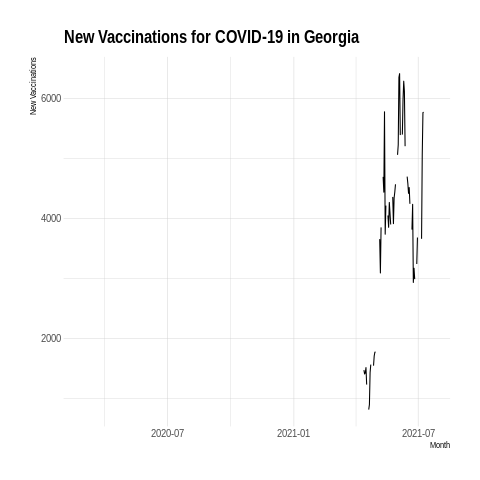 New Vaccinations for COVID-19 in Georgia
New Vaccinations
6000
4000
2000
2020-07
2021-01
2021-07
Month